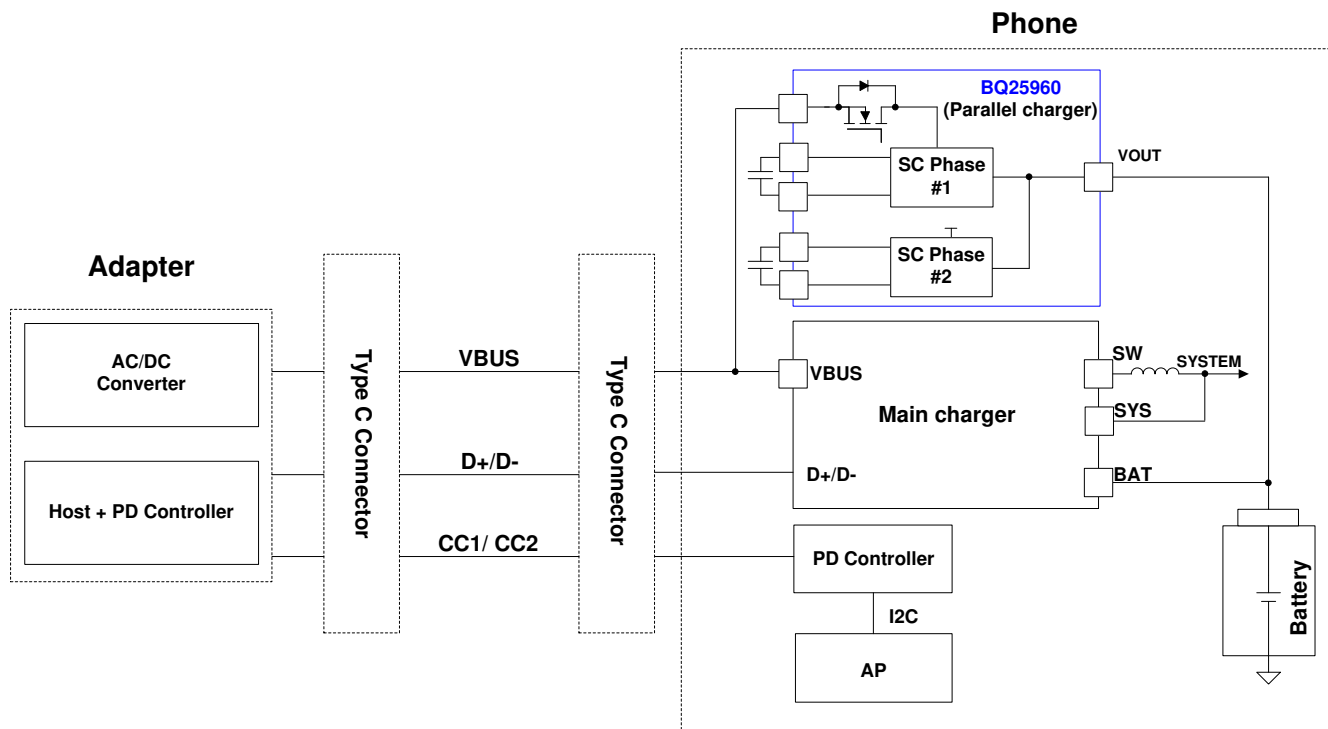 Phone
BQ25960
(Parallel charger)
SC Phase
#1
VOUT
SC Phase
#2
Adapter
AC/DC
Converter
Host + PD Controller
Type C Connector
VBUS
D+/D-
CC1/ CC2
Type C Connector
VBUS
Main charger
D+/D-
SW
SYSTEM
SYS
BAT
PD Controller
I2C
AP
Battery